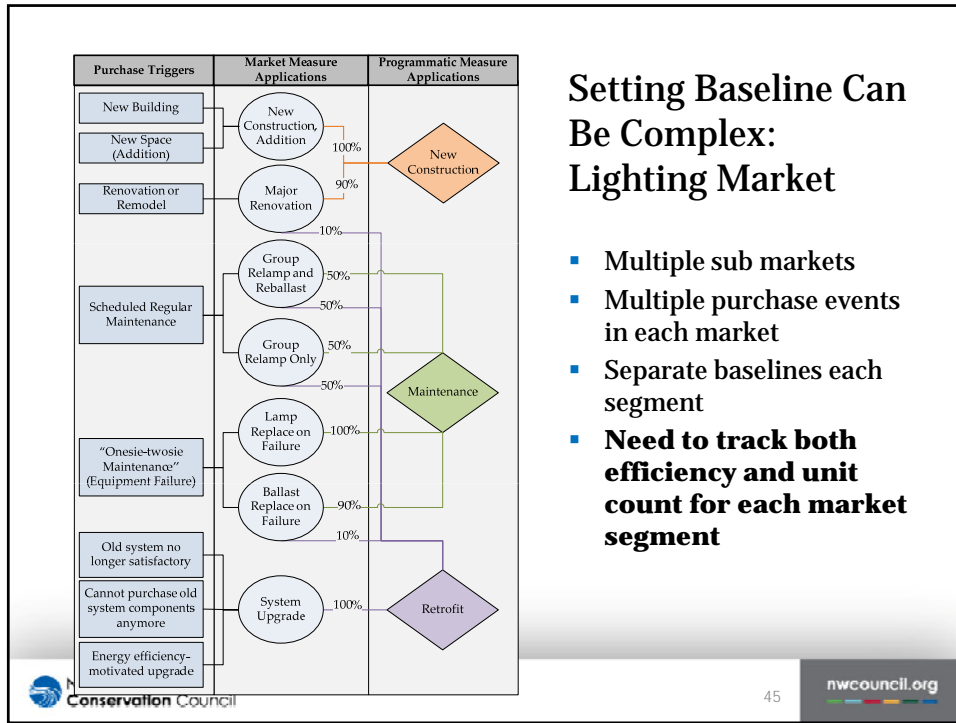 Purchase Triggers
Market Measure
Applications
Programmatic Measure
Applications
New Building
New Space
(Addition)
Renovation or
Remodel
Scheduled Regular
Maintenance
“Onesie-twosie
Maintenance”
(Equipment Failure)
Old system no
longer satisfactory
Cannot purchase old
system components
anymore
Energy efficiency-
motivated upgrade
New
Construction,
Addition
100%
Major
Renovation
90%
10%
Group
Relamp and
Reballast
50%
50%
Group
Relamp Only
50%
50%
Lamp
Replace on
Failure
100%
Ballast
Replace on
Failure
90%
10%
System
Upgrade
100%
New
Construction
Maintenance
Retrofit
Setting Baseline Can
Be Complex:
Lighting Market
▪ Multiple sub markets
▪ Multiple purchase events
in each market
▪ Separate baselines each
segment
▪ Need to track both
efficiency and unit
count for each market
segment
Conservation Council
45
nwcouncil.org